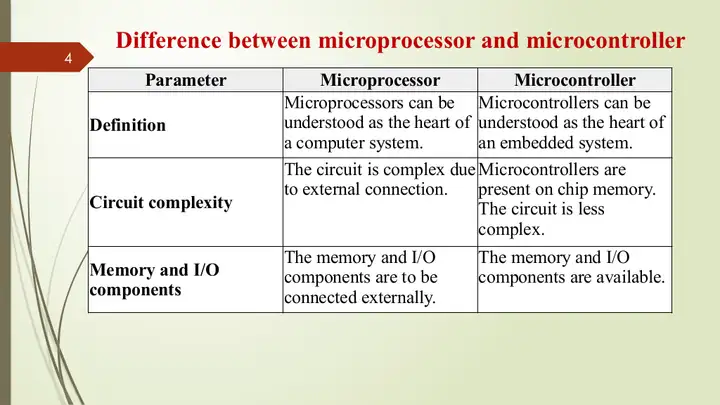 Difference between microprocessor and microcontroller
4
Parameter
Microprocessor
Microcontroller
Definition
Microprocessors can be
understood as the heart of
a computer system.
Microcontrollers can be
understood as the heart of
an embedded system.
Circuit complexity
The circuit is complex due
to external connection.
Microcontrollers are
present on chip memory.
The circuit is less
complex.
Memory and I/O
components
The memory and I/O
components are to be
connected externally.
The memory and I/O
components are available.